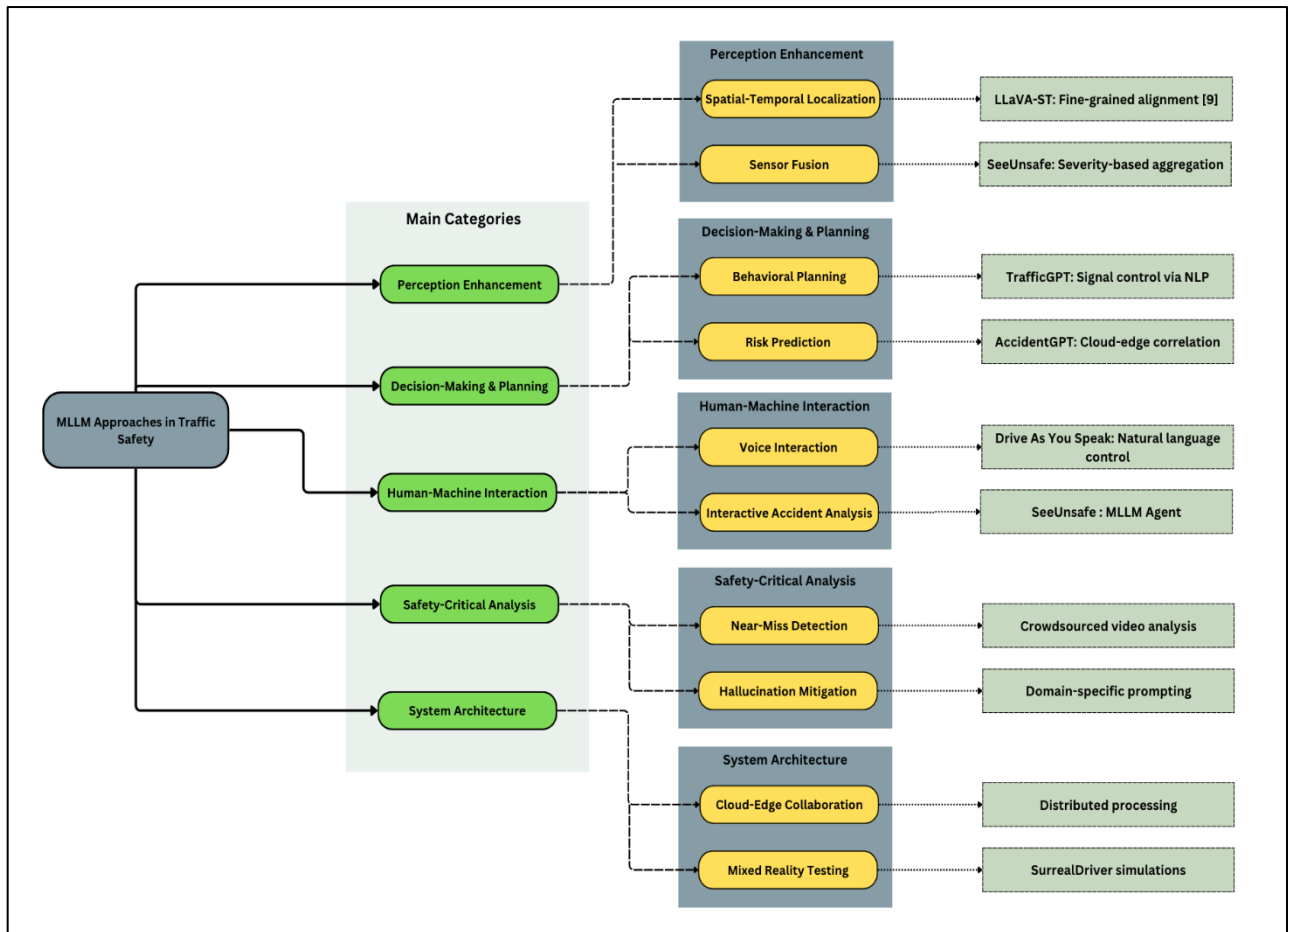 MLLM Approaches in Traffic
Safety
Main Categories
Perception Enhancement
Decision-Making & Planning
Human-Machine Interaction
Safety-Critical Analysis
System Architecture
Perception Enhancement
Spatial-Temporal Localization
LLaVA-ST: Fine-grained alignment [9]
Sensor Fusion
SeeUnsafe: Severity-based aggregation
Decision-Making & Planning
Behavioral Planning
TrafficGPT: Signal control via NLP
Risk Prediction
AccidentGPT: Cloud-edge correlation
Human-Machine Interaction
Voice Interaction
Drive As You Speak: Natural language
control
Interactive Accident Analysis
SeeUnsafe : MLLM Agent
Safety-Critical Analysis
Near-Miss Detection
Crowdsourced video analysis
Hallucination Mitigation
Domain-specific prompting
System Architecture
Cloud-Edge Collaboration
Distributed processing
Mixed Reality Testing
SurrealDriver simulations